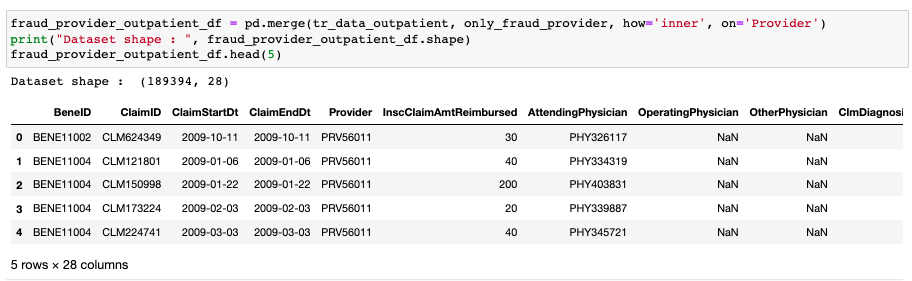 fraud_provider_outpatient_df = pd.merge(tr_data_outpatient, only_fraud_provider, how='inner', on='Provider')
print("Dataset shape : ", fraud_provider_outpatient_df.shape)
fraud_provider_outpatient_df.head(5)
Dataset shape :  (189394, 28)
BeneID ClaimID ClaimStartDt ClaimEndDt Provider InscClaimAmtReimbursed AttendingPhysician OperatingPhysician OtherPhysician ClmDiagnosi
0 BENE11002 CLM624349 2009-10-11 2009-10-11 PRV56011 30 PHY326117 NaN NaN
1 BENE11004 CLM121801 2009-01-06 2009-01-06 PRV56011 40 PHY334319 NaN NaN
2 BENE11004 CLM150998 2009-01-22 2009-01-22 PRV56011 200 PHY403831 NaN NaN
3 BENE11004 CLM173224 2009-02-03 2009-02-03 PRV56011 20 PHY339887 NaN NaN
4 BENE11004 CLM224741 2009-03-03 2009-03-03 PRV56011 40 PHY345721 NaN NaN
5 rows × 28 columns